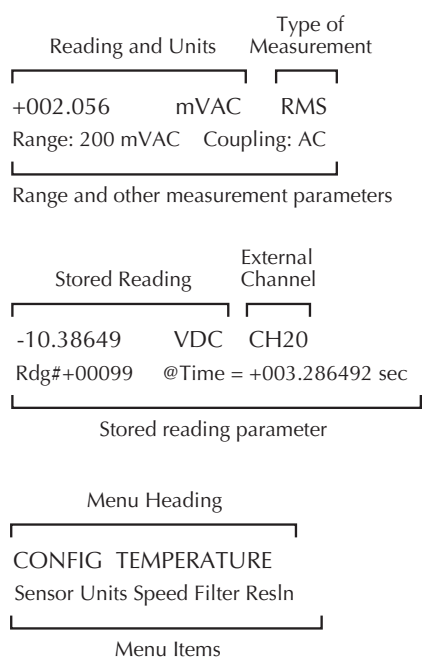 Type of
Reading and Units Measurement
+002.056 mVAC RMS
Range: 200 mVAC Coupling: AC
Range and other measurement parameters
External
Stored Reading Channel
-10.38649 VDC CH20
Rdg#+00099 @Time = +003.286492 sec
Stored reading parameter
Menu Heading
CONFIG TEMPERATURE
Sensor Units Speed Filter Resln
Menu Items